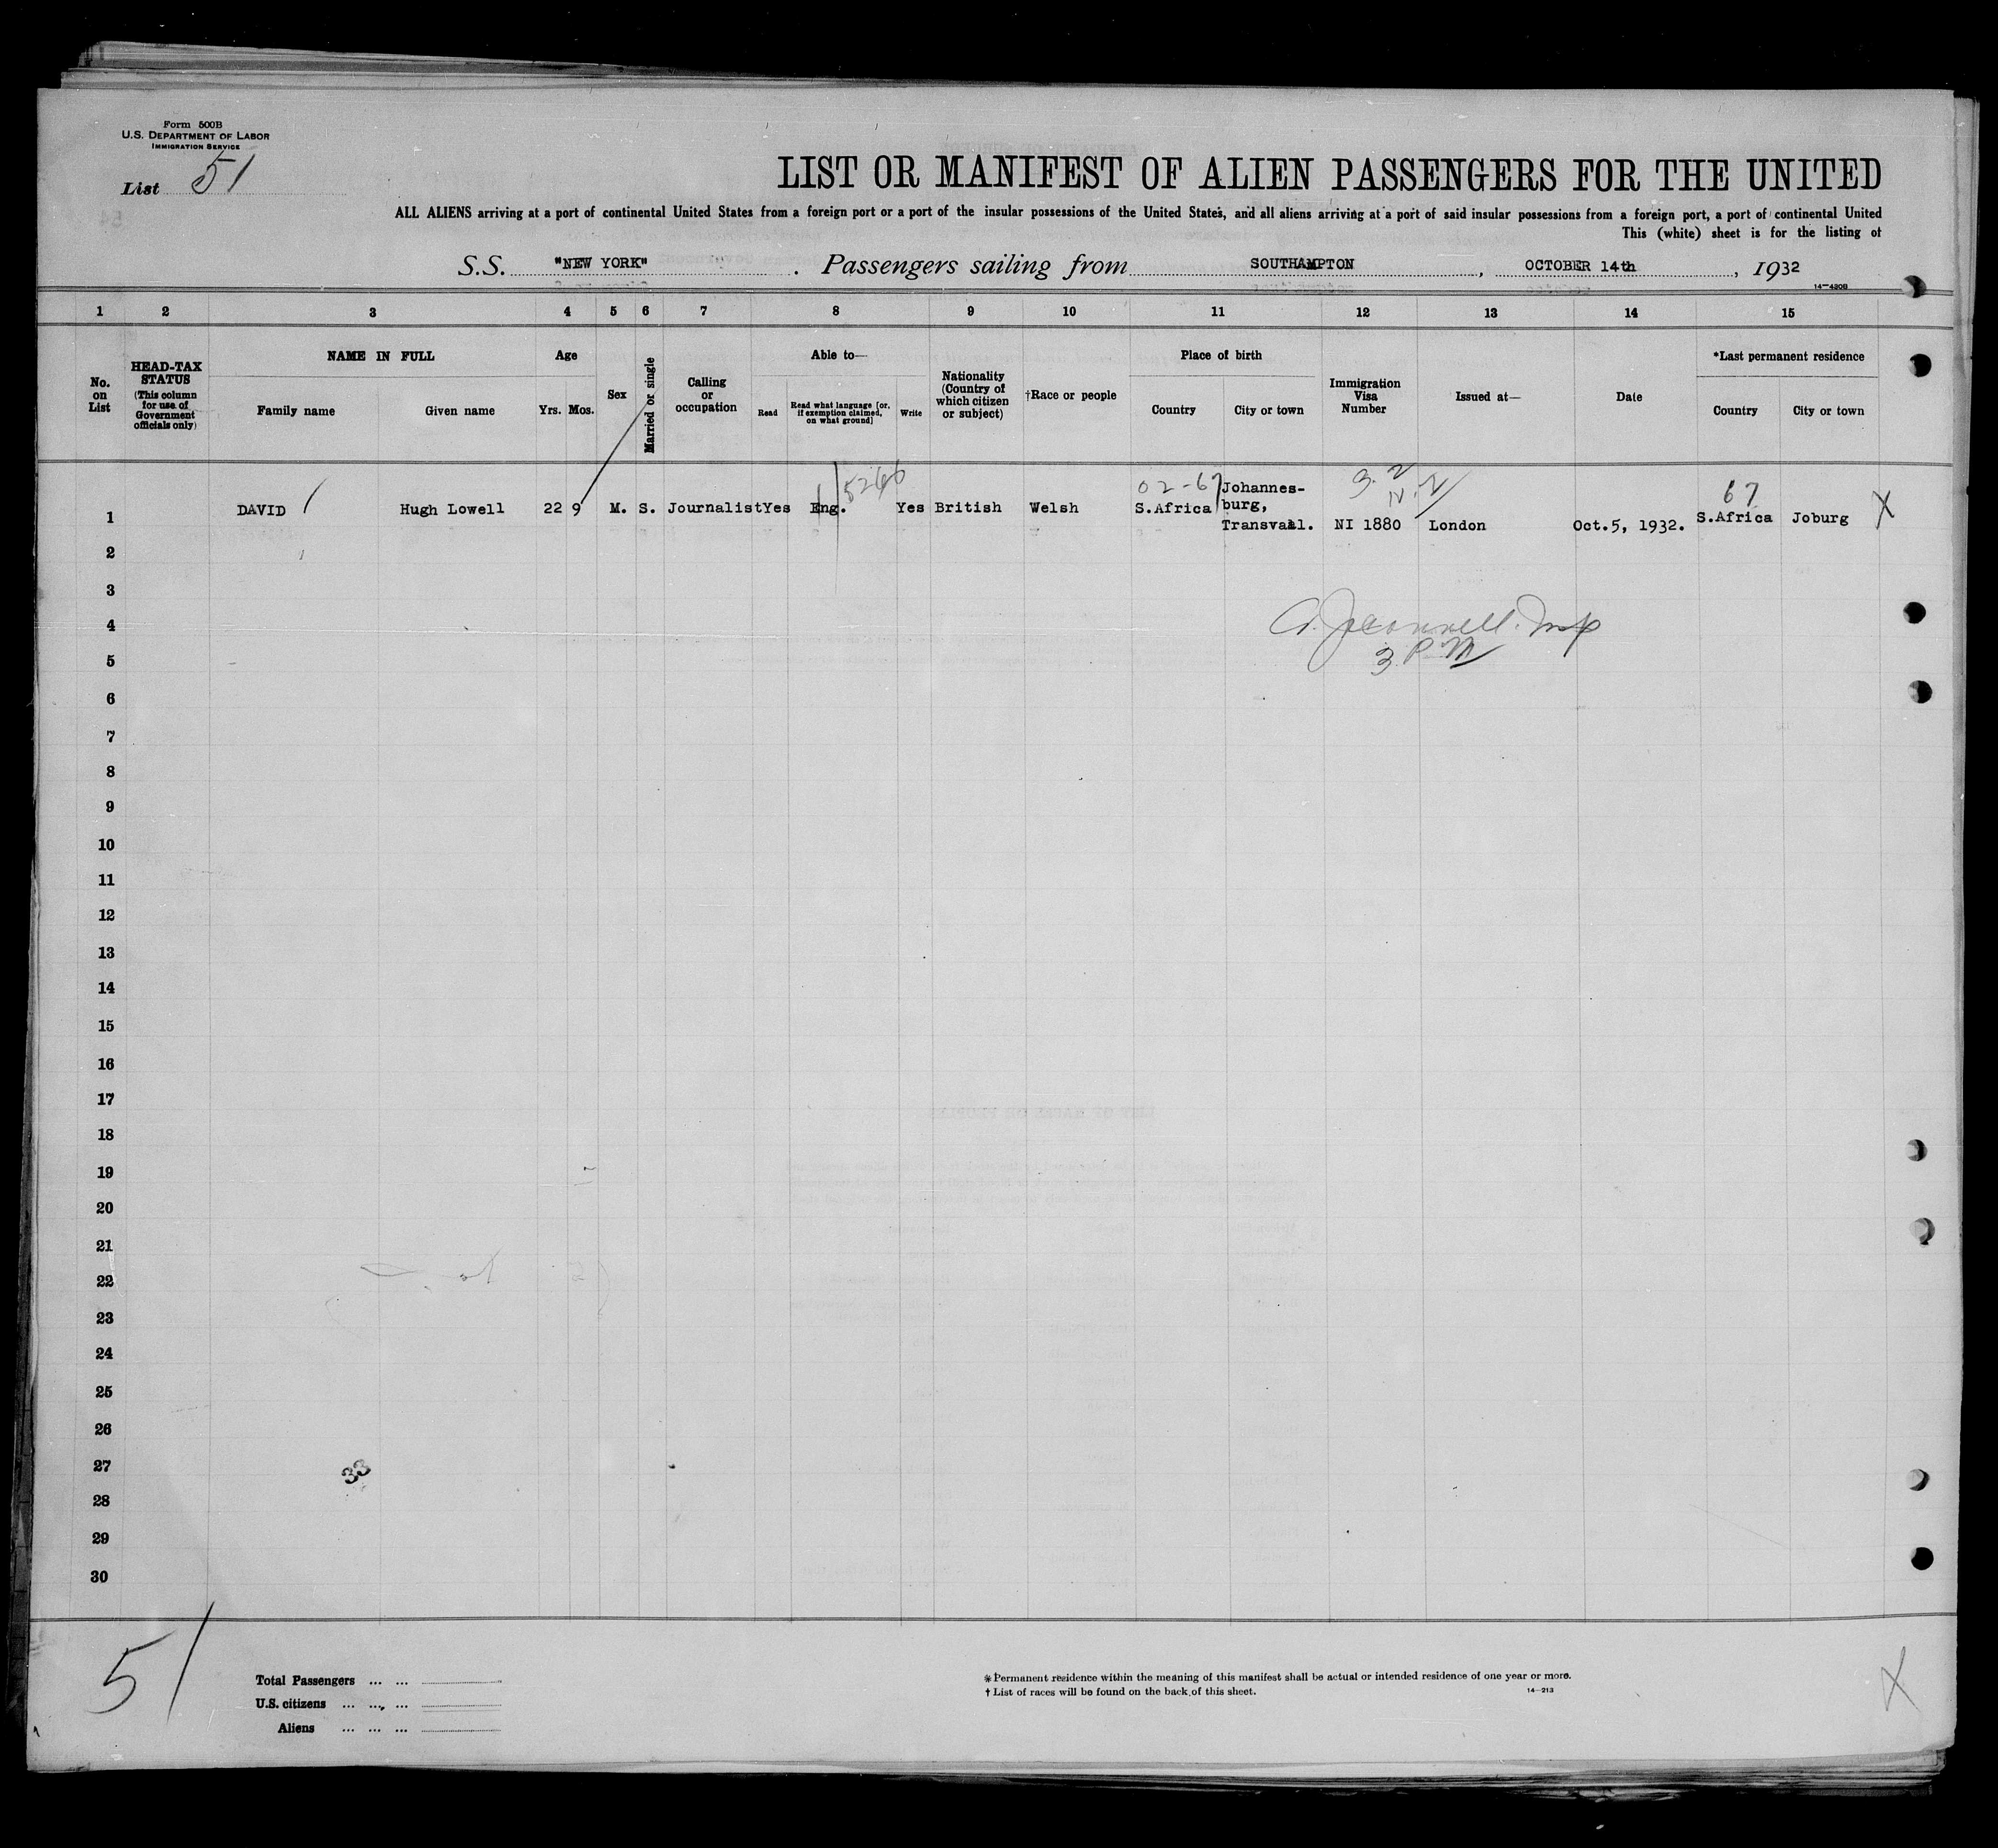 Form 500B
U.S. DEPARTMENT OF LABOR
IMMIGRATION SERVICE
List 51
LIST OR MANIFEST OF ALIEN PASSENGERS FOR THE UNITED
ALL ALIENS arriving at a port of continental United States from a foreign port or a port of the insular possessions of the United States, and all aliens arriving at a port of said insular possessions from a foreign port, a port of continental United
This (white) sheet is for the listing of
S.S. "NEW YORK" . Passengers sailing from SOUTHAMPTON , OCTOBER 14th , 1932
14—420B
1 2 3 4 5 6 7 8 9 10 11 12 13 14 15
No. on List
HEAD-TAX STATUS
(This column for use of Government officials only)
NAME IN FULL
Family name Given name
Age
Yrs. Mos.
Sex
Married or single
Calling or occupation
Able to—
Read
Read what language [or, if exemption claimed, on what ground]
Write
Nationality (Country of which citizen or subject)
†Race or people
Place of birth
Country City or town
Immigration Visa Number
Issued at—
Date
*Last permanent residence
Country City or town
02-67 67
1 DAVID Hugh Lowell 22 9 M. S. Journalist Yes Eng. Yes British Welsh S.Africa Johannes-
burg,
Transvaal. NI 1880 London Oct.5, 1932. S.Africa Joburg X
2
3
4
3 PM
5
6
7
8
9
10
11
12
13
14
15
16
17
18
19
20
21
22
23
24
25
26
27
33
28
29
30
51
Total Passengers ... ...
U.S. citizens ... ... ...
Aliens ... ... ...
* Permanent residence within the meaning of this manifest shall be actual or intended residence of one year or more.
† List of races will be found on the back of this sheet.
14—213
X